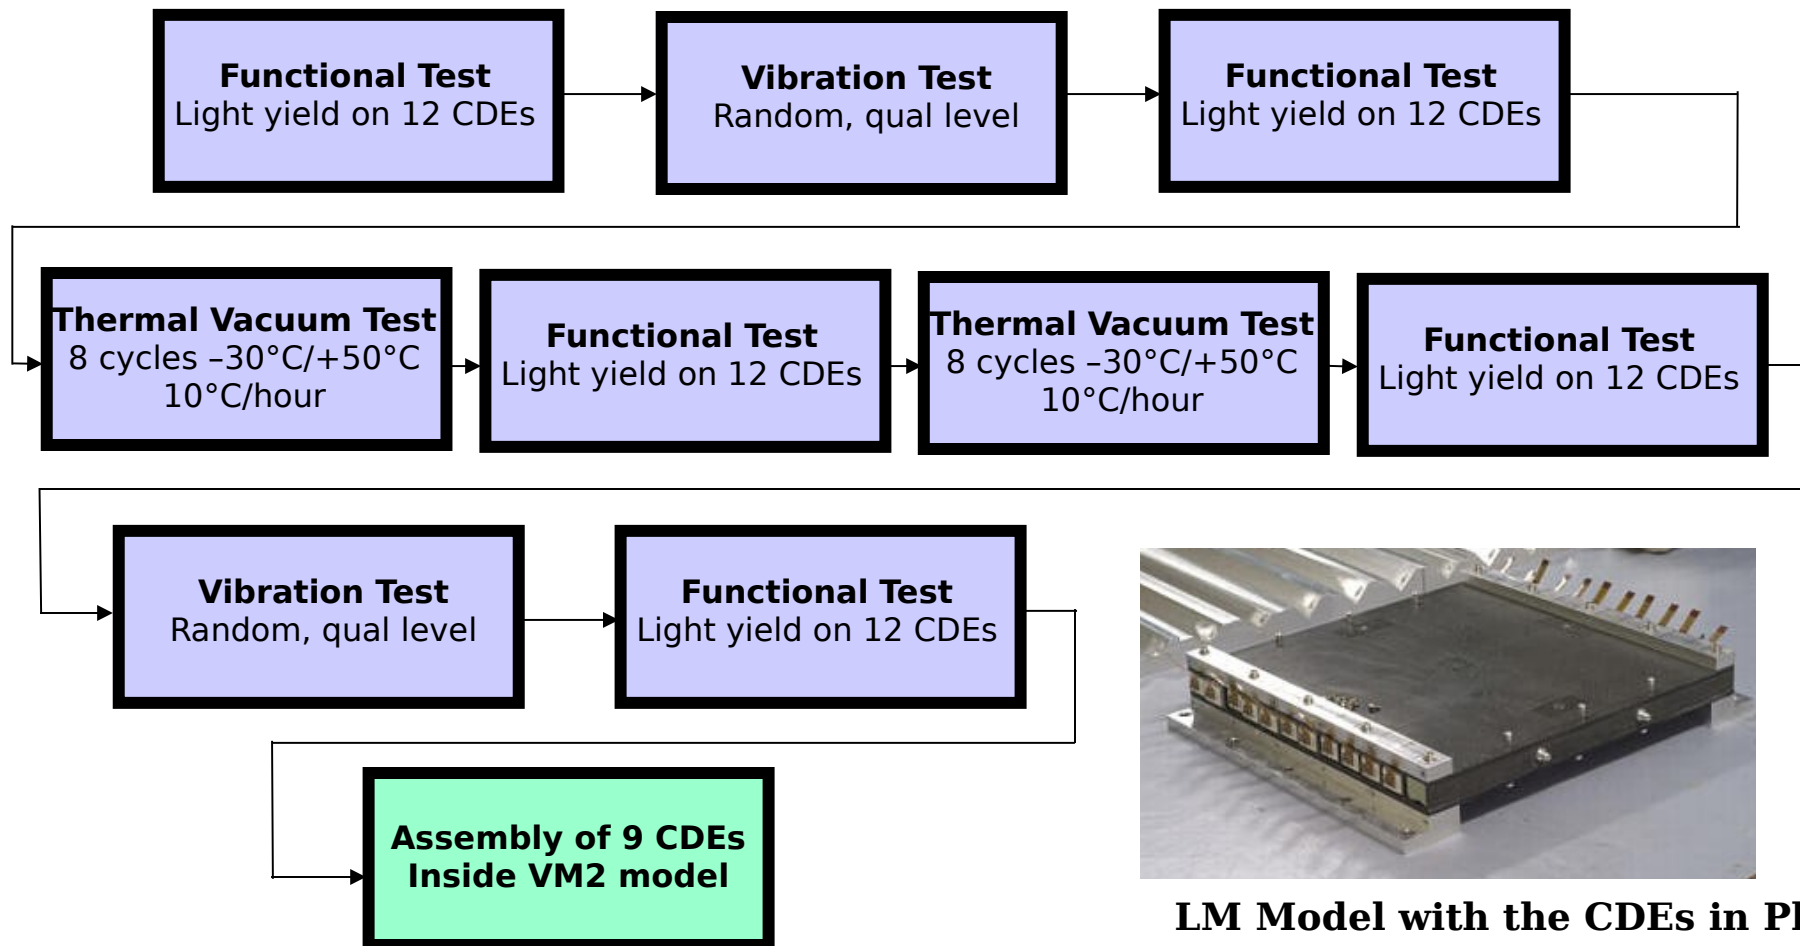 Functional Test
Light yield on 12 CDEs
Vibration Test
Random, qual level
Functional Test
Light yield on 12 CDEs
Thermal Vacuum Test
8 cycles –30°C/+50°C
10°C/hour
Functional Test
Light yield on 12 CDEs
Thermal Vacuum Test
8 cycles –30°C/+50°C
10°C/hour
Functional Test
Light yield on 12 CDEs
Vibration Test
Random, qual level
Functional Test
Light yield on 12 CDEs
Assembly of 9 CDEs
Inside VM2 model
LM Model with the CDEs in